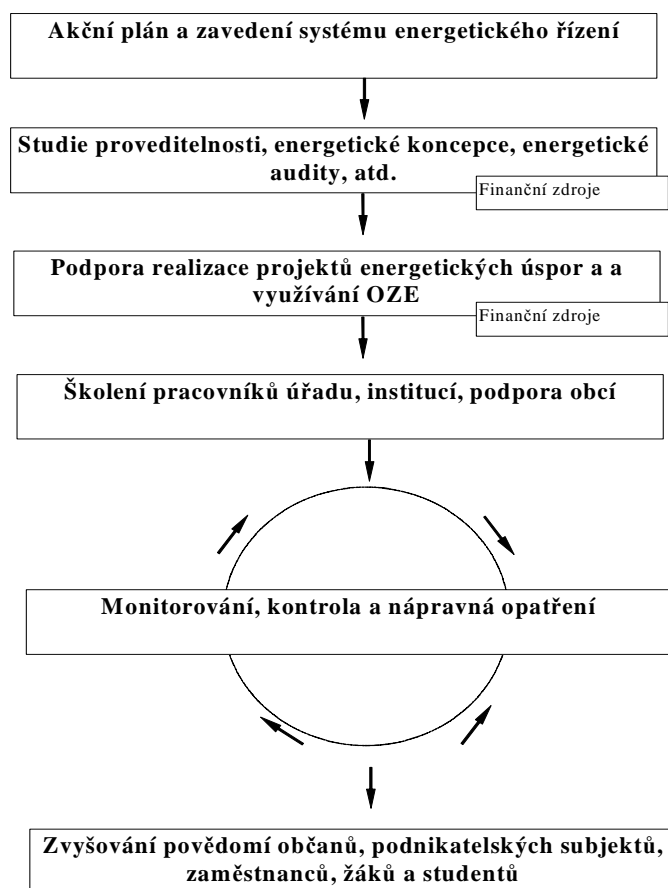 Akční plán a zavedení systému energetického řízení
Studie proveditelnosti, energetické koncepce, energetické
audity, atd.
Finanční zdroje
Podpora realizace projektů energetických úspor a a
využívání OZE
Finanční zdroje
Školení pracovníků úřadu, institucí, podpora obcí
Monitorování, kontrola a nápravná opatření
Zvyšování povědomí občanů, podnikatelských subjektů,
zaměstnanců, žáků a studentů